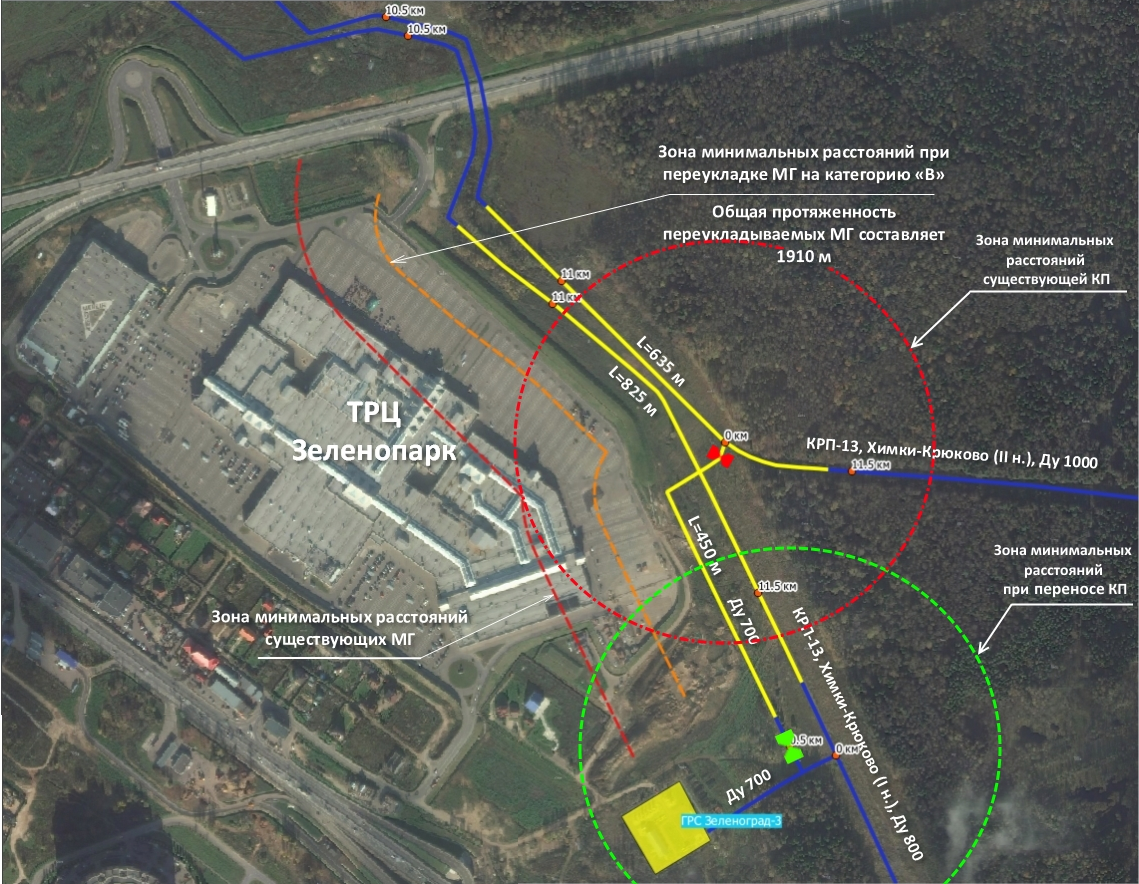 10.5 км
10.5 км
Зона минимальных расстояний при
переукладке МГ на категорию «В»
Общая протяженность
переукладываемых МГ составляет
1910 м
Зона минимальных
расстояний
существующей КП
11 км
11 км
L=635 м
L=825 м
ТРЦ
Зеленопарк
0 км
КРП-13, Химки-Крюково (II н.), Ду 1000
11.5 км
L=450 м
Ду 700
11.5 км
КРП-13, Химки-Крюково (I н.), Ду 800
Зона минимальных
расстояний
при переносе КП
Зона минимальных расстояний
существующих МГ
0.5 км
0 км
Ду 700
ГРС Зеленоград-3